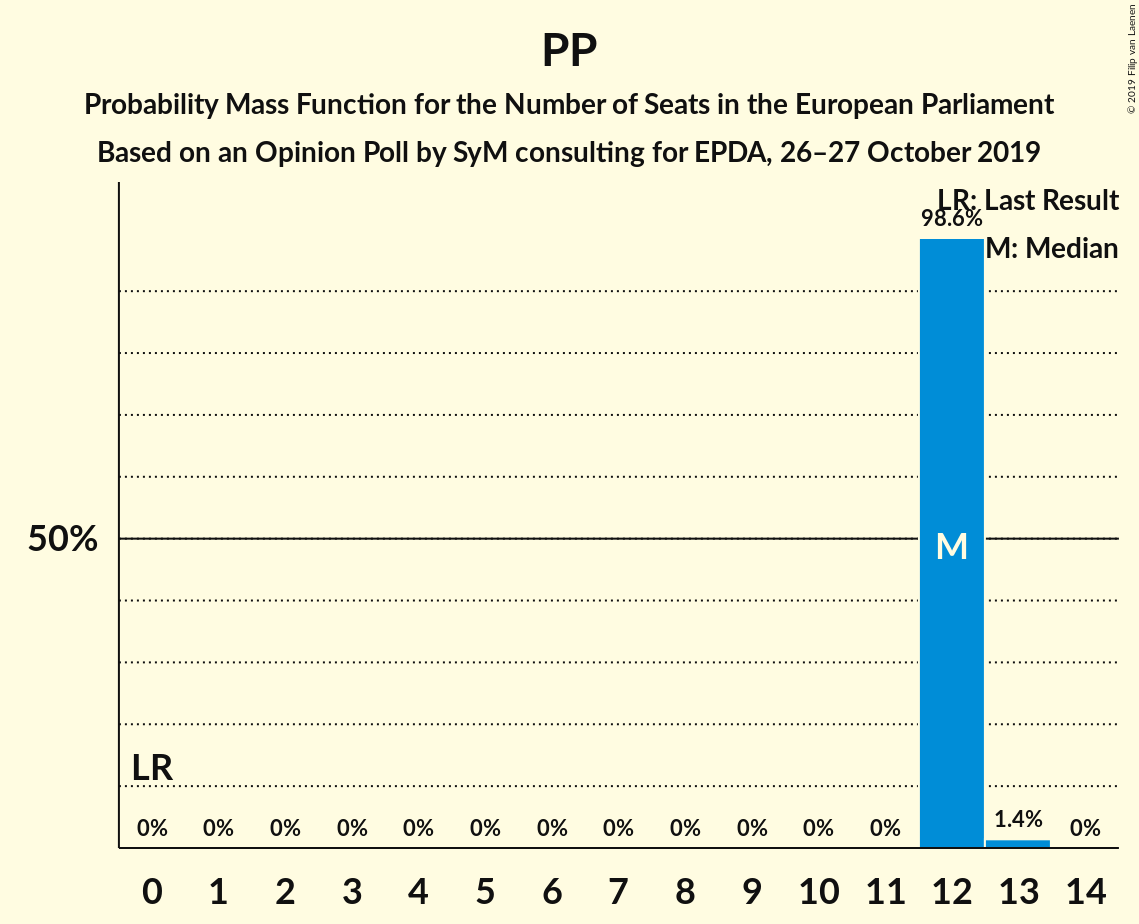 PP
Probability Mass Function for the Number of Seats in the European Parliament
Based on an Opinion Poll by SyM consulting for EPDA, 26–27 October 2019
© 2019 Filip van Laenen
LR: Last Result
98.6%
M: Median
50%
M
LR
0% 0% 0% 0% 0% 0% 0% 0% 0% 0% 0% 0% 1.4% 0%
0 1 2 3 4 5 6 7 8 9 10 11 12 13 14